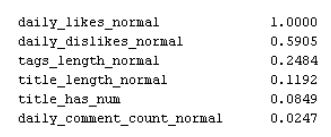 daily_likes_normal 1.0000
daily_dislikes_normal 0.5905
tags_length_normal 0.2484
title_length_normal 0.1192
title_has_num 0.0849
daily_comment_count_normal 0.0247